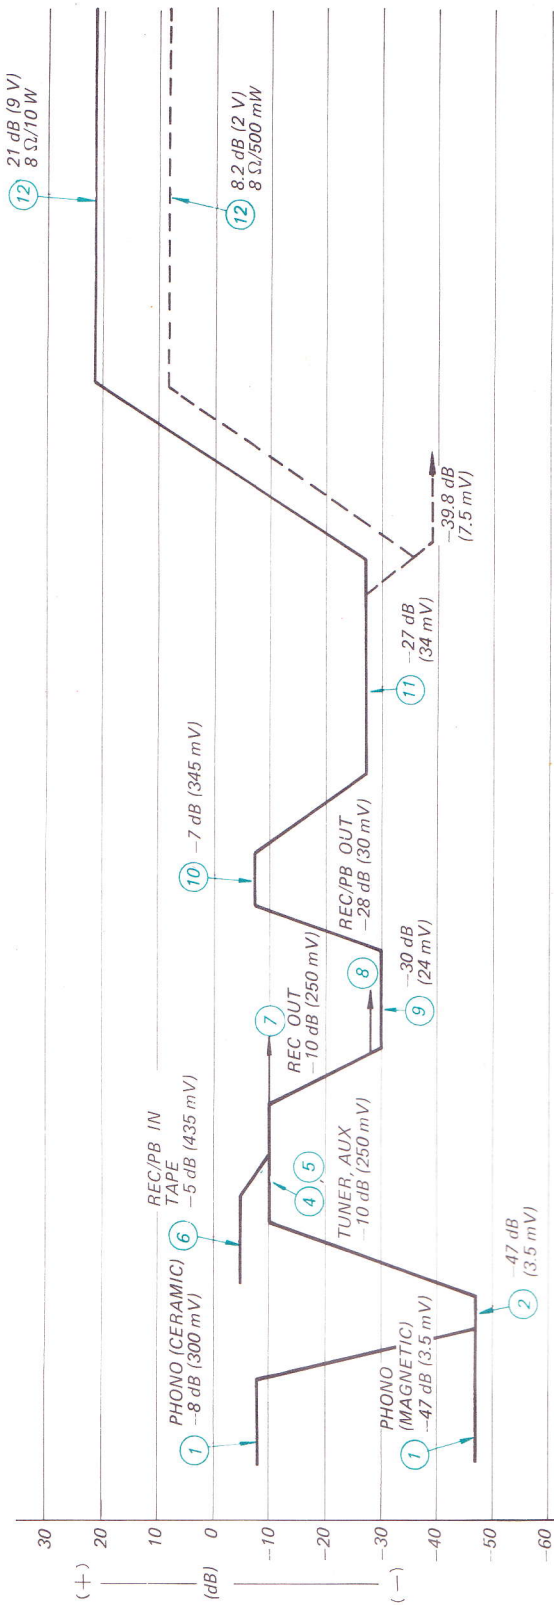 30
20
10
0
−10
−20
−30
−40
−50
−60
(+)
(dB)
(−)
1
PHONO (CERAMIC)
−8 dB (300 mV)
1
PHONO
(MAGNETIC)
−47 dB (3.5 mV)
2
−47 dB
(3.5 mV)
6
REC/PB IN
TAPE
−5 dB (435 mV)
4 5
TUNER, AUX
−10 dB (250 mV)
7
REC OUT
−10 dB (250 mV)
8
REC/PB OUT
−28 dB (30 mV)
9
−30 dB
(24 mV)
10
−7 dB (345 mV)
11
−27 dB
(34 mV)
−39.8 dB
(7.5 mV)
12
21 dB (9 V)
8 Ω/10 W
12
8.2 dB (2 V)
8 Ω/500 mW